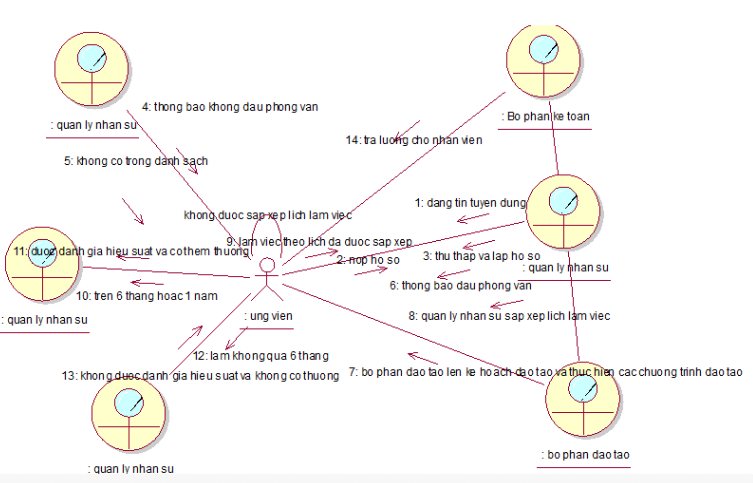 4: thong bao khong dau phong van
: Bo phan ke toan
: quan ly nhan su
14: tra luong cho nhan vien
5: khong co trong danh sach
1: dang tin tuyen dung
khong duoc sap xep lich lam viec
9: lam viec theo lich da duoc sap xep
11: duoc danh gia hieu suat va co them thuong
2: nop ho so
3: thu thap va lap ho so
: quan ly nhan su
6: thong bao dau phong van
10: tren 6 thang hoac 1 nam
: quan ly nhan su
: ung vien
8: quan ly nhan su sap xep lich lam viec
12: lam khong qua 6 thang
13: khong duoc danh gia hieu suat va khong co thuong
7: bo phan dao tao len ke hoach dao tao va thuc hien cac chuong trinh dao tao
: bo phan dao tao
: quan ly nhan su